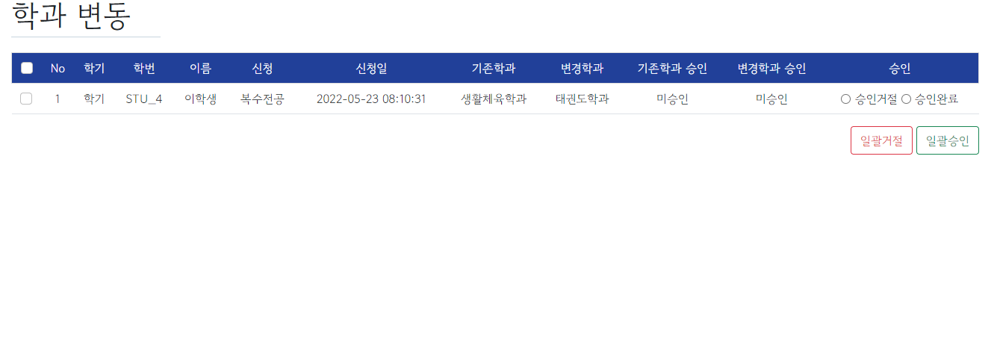 학과 변동
No 학기 학번 이름 신청 신청일 기존학과 변경학과 기존학과 승인 변경학과 승인 승인
1 학기 STU_4 이학생 복수전공 2022-05-23 08:10:31 생활체육학과 태권도학과 미승인 미승인 승인거절 승인완료
일괄거절 일괄승인